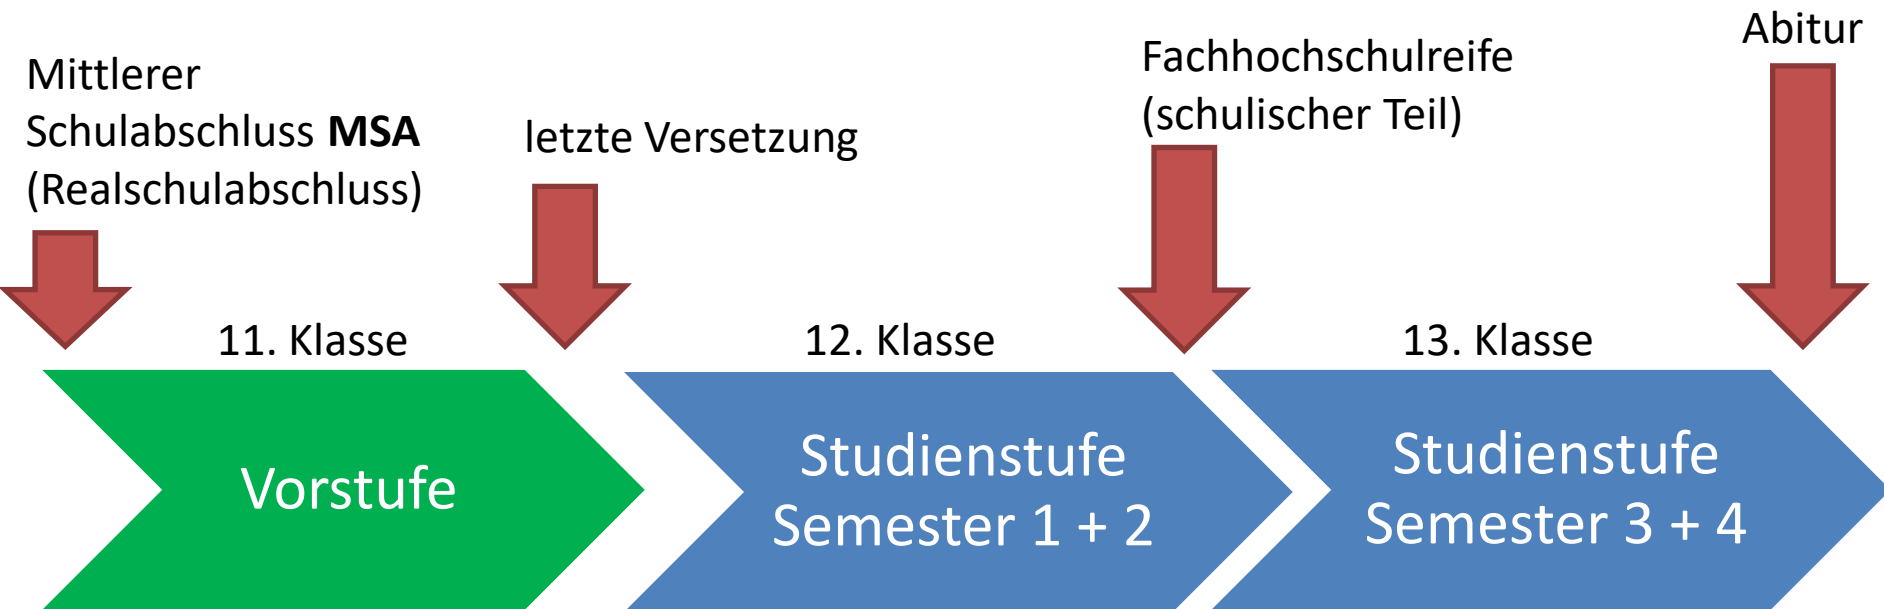 Mittlerer
Schulabschluss MSA
(Realschulabschluss)
letzte Versetzung
Fachhochschulreife
(schulischer Teil)
Abitur
11. Klasse
12. Klasse
13. Klasse
Vorstufe
Studienstufe
Semester 1 + 2
Studienstufe
Semester 3 + 4